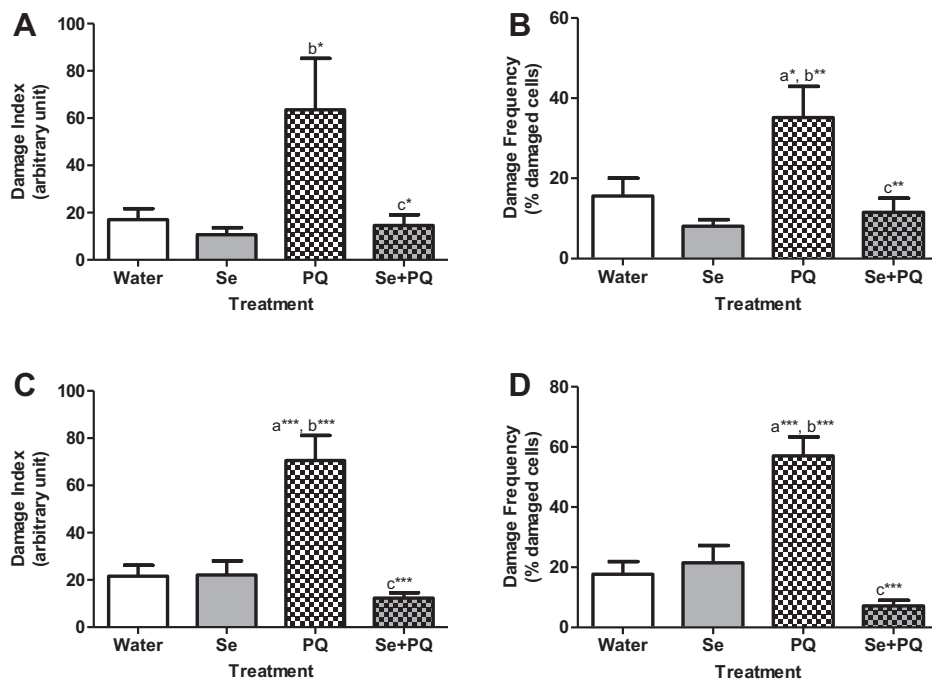 A
Damage Index
(arbitrary unit)
100
80
60
40
20
0
b*
c*
Water Se PQ Se+PQ
Treatment
B
Damage Frequency
(% damaged cells)
60
40
20
0
a*, b**
c**
Water Se PQ Se+PQ
Treatment
C
Damage Index
(arbitrary unit)
100
80
60
40
20
0
a***, b***
c***
Water Se PQ Se+PQ
Treatment
D
Damage Frequency
(% damaged cells)
80
60
40
20
0
a***, b***
c***
Water Se PQ Se+PQ
Treatment